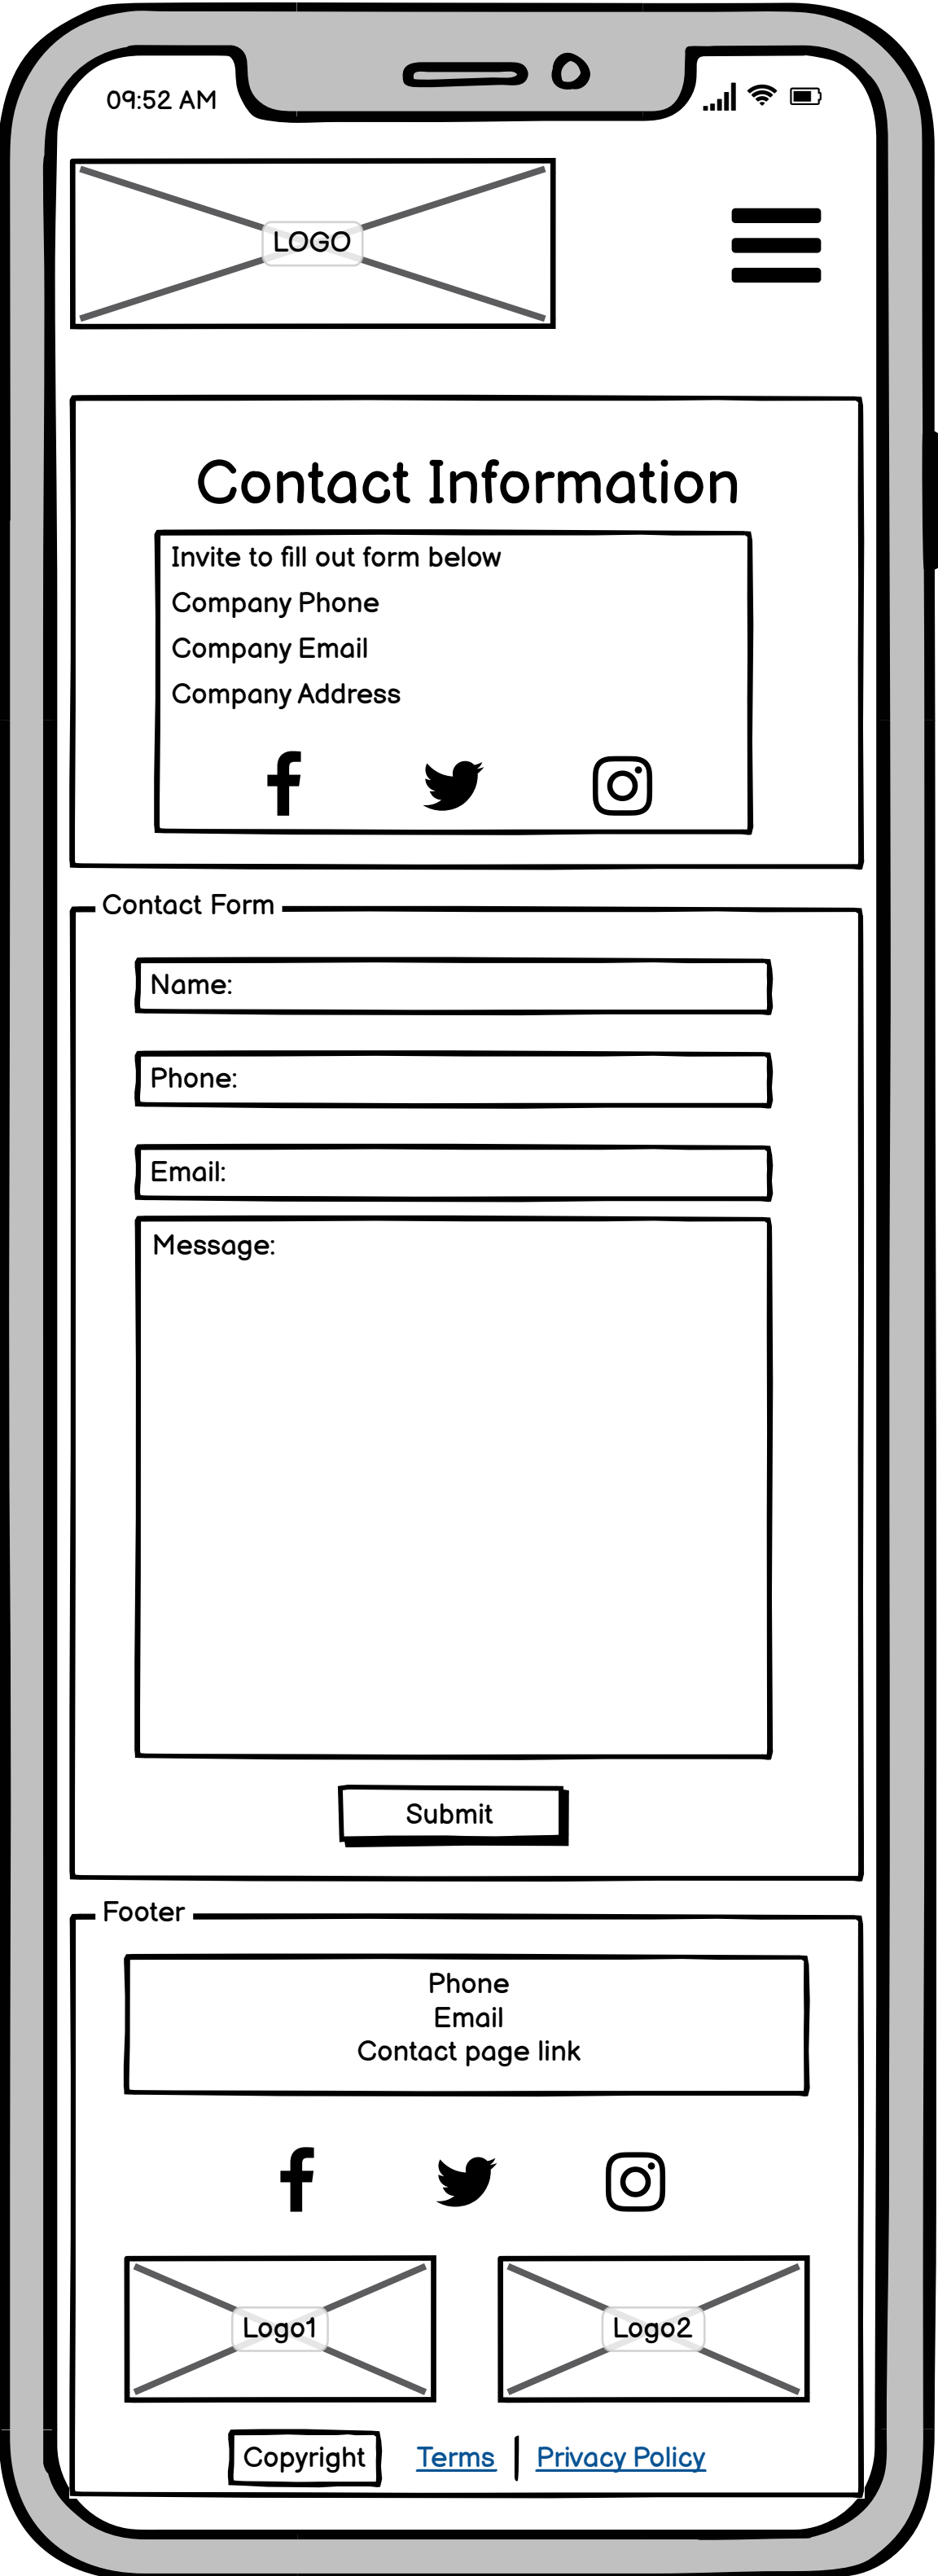 09:52 AM
LOGO
Contact Information
Invite to fill out form below
Company Phone
Company Email
Company Address
Contact Form
Name:
Phone:
Email:
Message:
Submit
Footer
Phone
Email
Contact page link
Logo1 Logo2
Copyright Terms Privacy Policy